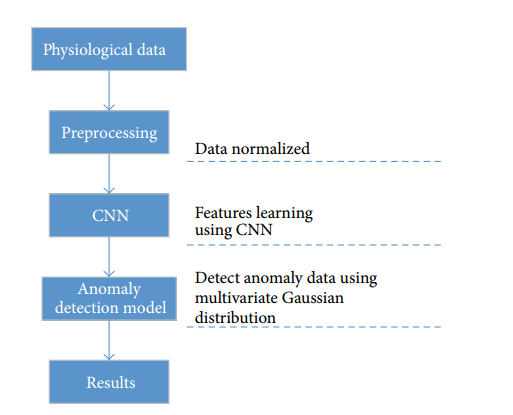 Physiological data
Preprocessing
Data normalized
CNN
Features learning
using CNN
Anomaly
detection model
Detect anomaly data using
multivariate Gaussian
distribution
Results